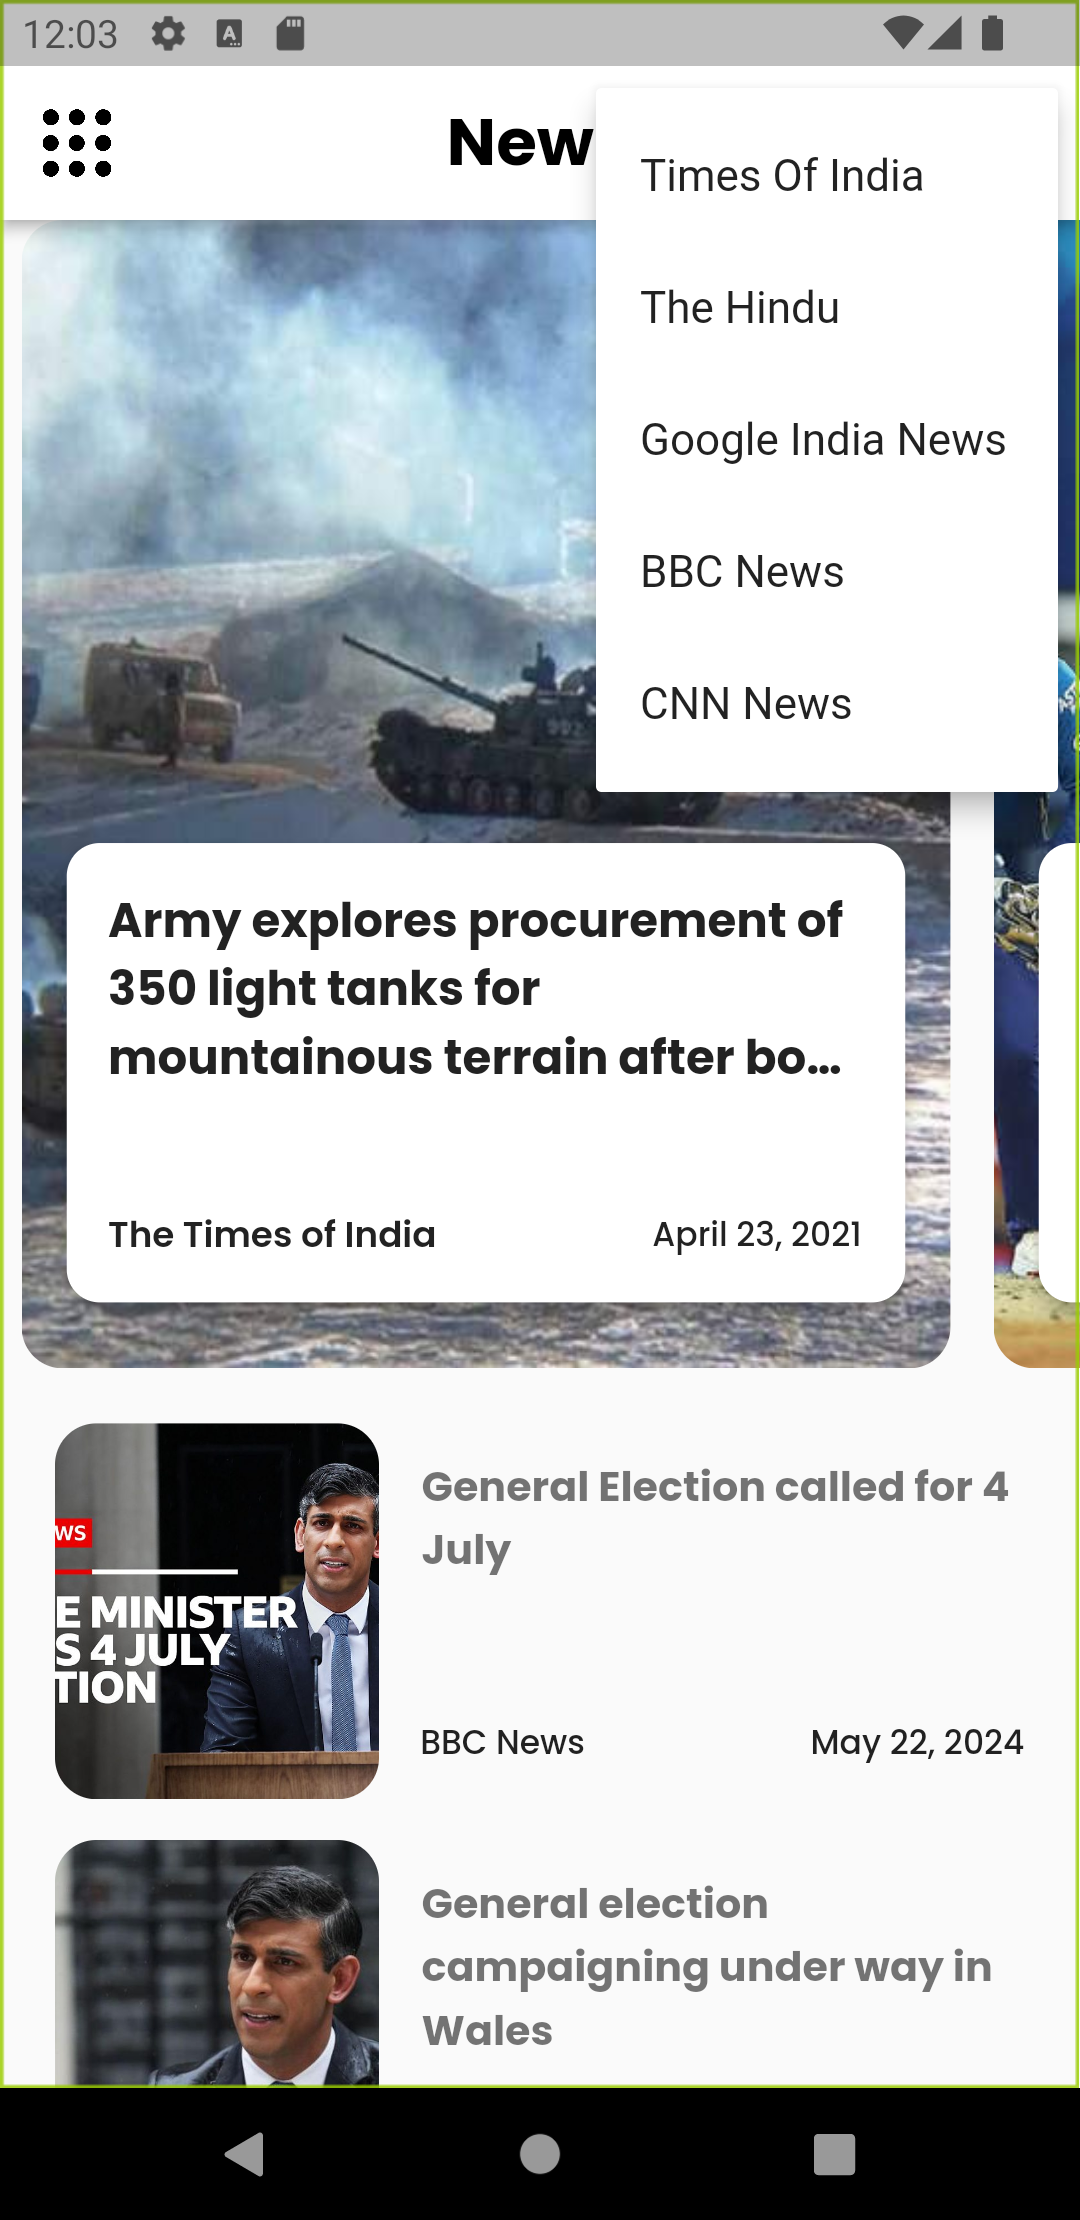 12:03
New
Times Of India
The Hindu
Google India News
BBC News
CNN News
Army explores procurement of
350 light tanks for
mountainous terrain after bo...
The Times of India
April 23, 2021
WS
E MINISTER
S 4 JULY
TION
General Election called for 4
July
BBC News
May 22, 2024
General election
campaigning under way in
Wales